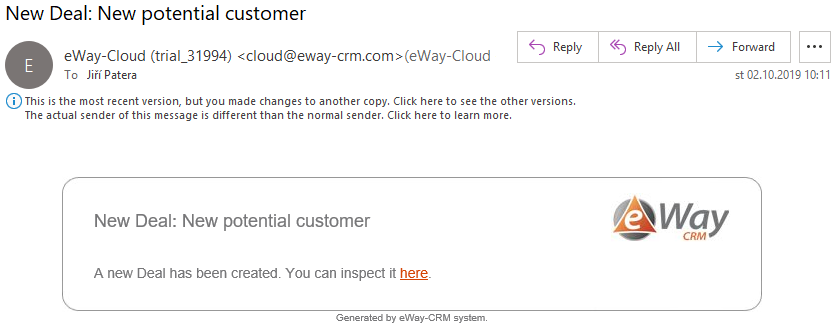 New Deal: New potential customer
E
eWay-Cloud (trial_31994) <cloud@eway-crm.com>(eWay-Cloud
Reply
Reply All
Forward
...
To Jiří Patera
st 02.10.2019 10:11
This is the most recent version, but you made changes to another copy. Click here to see the other versions.
The actual sender of this message is different than the normal sender. Click here to learn more.
New Deal: New potential customer
eWay
CRM
A new Deal has been created. You can inspect it here.
Generated by eWay-CRM system.